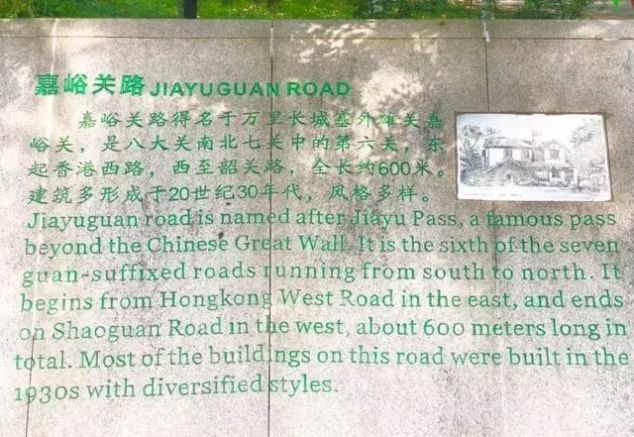 嘉峪关路 JIAYUGUAN ROAD
嘉峪关路得名于万里长城塞外雄关嘉
峪关，是八大关南北七关中的第六关，东
起香港西路，西至韶关路，全长约600米。
建筑多形成于20世纪30年代，风格多样。
Jiayuguan road is named after Jiayu Pass, a famous pass
beyond the Chinese Great Wall. It is the sixth of the seven
guan-suffixed roads running from south to north. It
begins from Hongkong West Road in the east, and ends
on Shaoguan Road in the west, about 600 meters long in
total. Most of the buildings on this road were built in the
1930s with diversified styles.